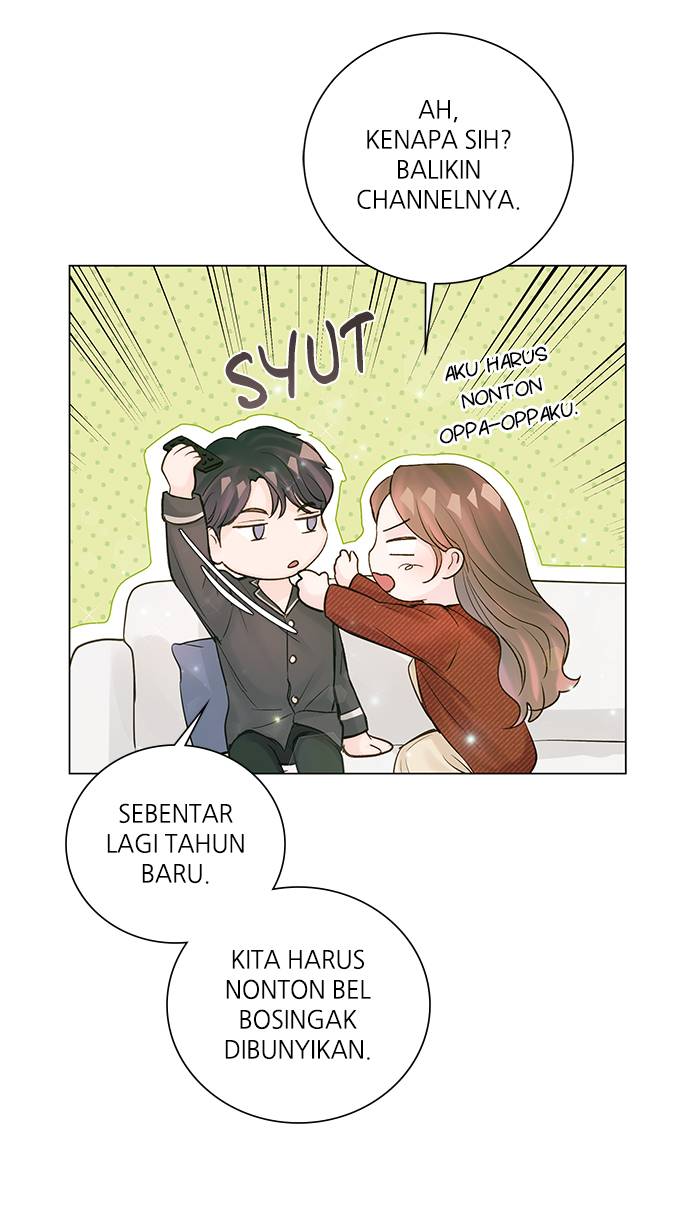 AH,
KENAPA SIH?
BALIKIN
CHANNELNYA.
SYUT
AKU HARUS
NONTON
OPPA-OPPAKU.
SEBENTAR
LAGI TAHUN
BARU.
KITA HARUS
NONTON BEL
BOSINGAK
DIBUNYIKAN.